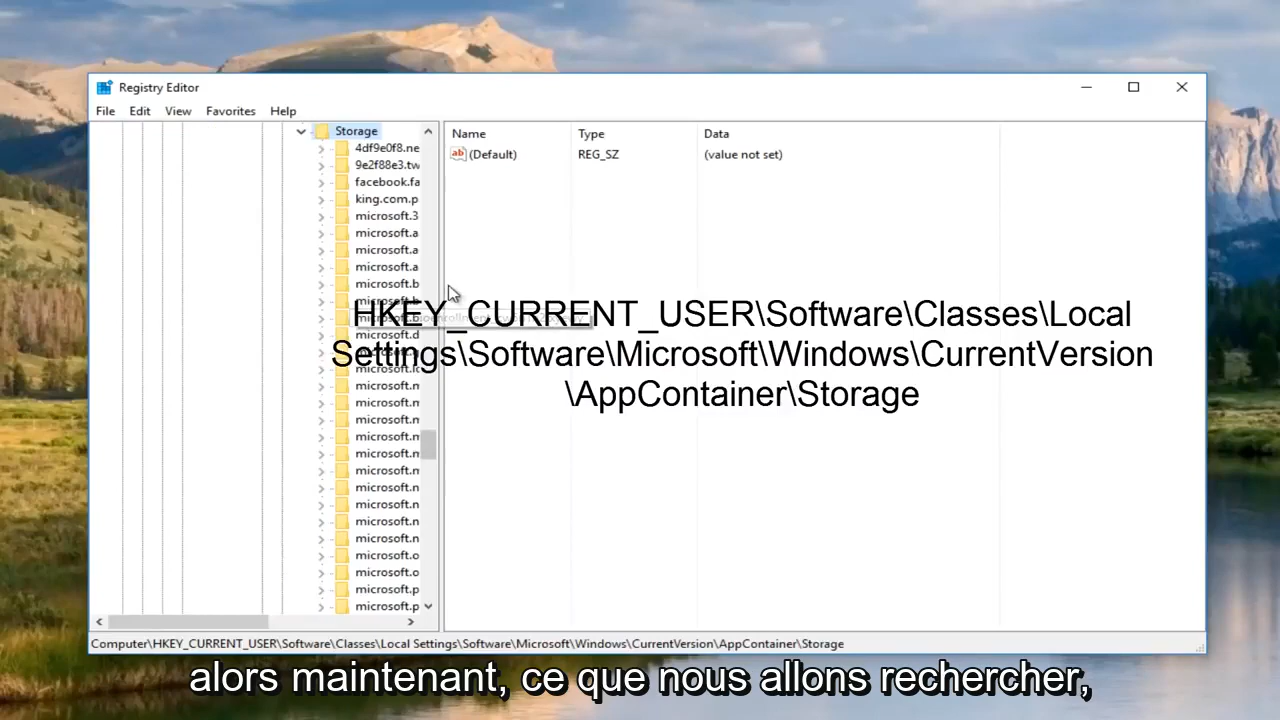 Registry Editor
File Edit View Favorites Help
Storage
4df9e0f8.ne
9e2f88e3.tw
facebook.fa
king.com.p
microsoft.3
microsoft.a
microsoft.a
microsoft.a
microsoft.b
microsoft.b
microsoft.d
microsoft.m
microsoft.m
microsoft.m
microsoft.m
microsoft.m
microsoft.m
microsoft.n
microsoft.n
microsoft.n
microsoft.n
microsoft.o
microsoft.o
microsoft.p
microsoft.p
Name Type Data
(Default) REG_SZ (value not set)
HKEY_CURRENT_USER\Software\Classes\Local
Settings\Software\Microsoft\Windows\CurrentVersion
\AppContainer\Storage
Computer\HKEY_CURRENT_USER\Software\Classes\Local Settings\Software\Microsoft\Windows\CurrentVersion\AppContainer\Storage
alors maintenant, ce que nous allons rechercher,